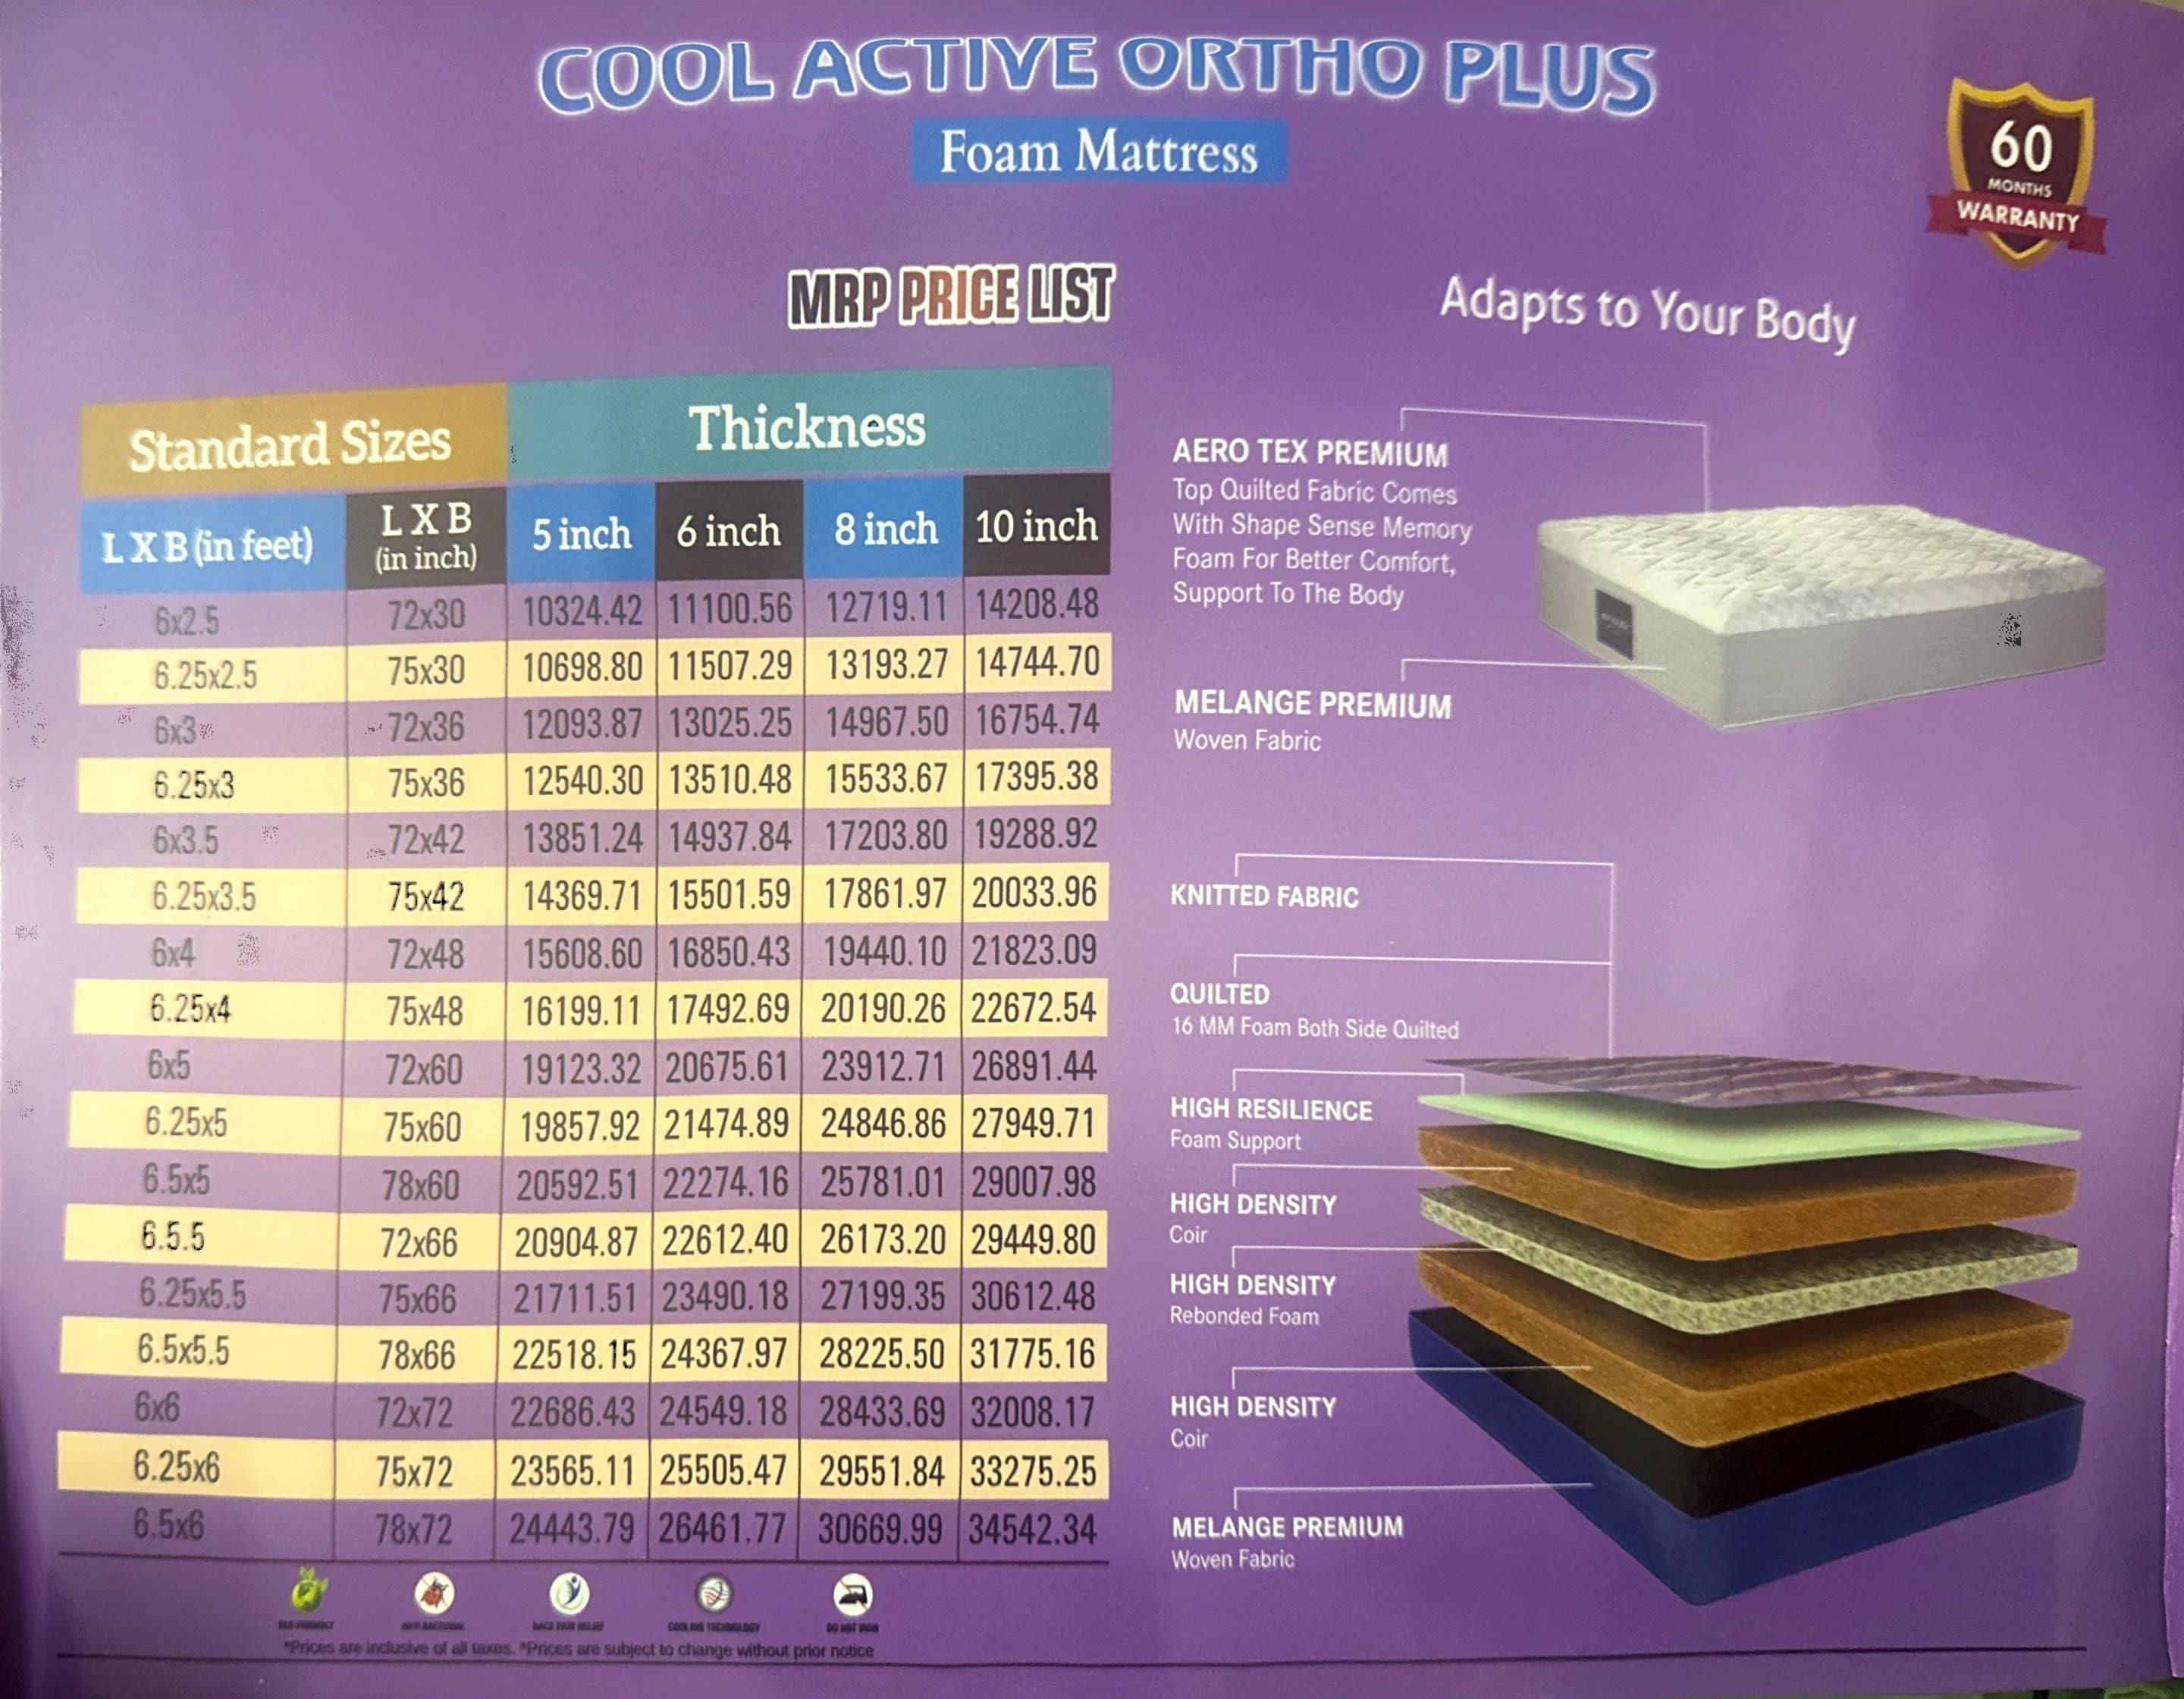 COOL ACTIVE ORTHO PLUS
Foam Mattress
60
MONTHS
WARRANTY
MRP PRICE LIST
Adapts to Your Body
Standard Sizes Thickness
L X B (in feet) L X B (in inch) 5 inch 6 inch 8 inch 10 inch
6x2.5 72x30 10324.42 11100.56 12719.11 14208.48
6.25x2.5 75x30 10698.80 11507.29 13193.27 14744.70
6x3 72x36 12093.87 13025.25 14967.50 16754.74
6.25x3 75x36 12540.30 13510.48 15533.67 17395.38
6x3.5 72x42 13851.24 14937.84 17203.80 19288.92
6.25x3.5 75x42 14369.71 15501.59 17861.97 20033.96
6x4 72x48 15608.60 16850.43 19440.10 21823.09
6.25x4 75x48 16199.11 17492.69 20190.26 22672.54
6x5 72x60 19123.32 20675.61 23912.71 26891.44
6.25x5 75x60 19857.92 21474.89 24846.86 27949.71
6.5x5 78x60 20592.51 22274.16 25781.01 29007.98
6.5.5 72x66 20904.87 22612.40 26173.20 29449.80
6.25x5.5 75x66 21711.51 23490.18 27199.35 30612.48
6.5x5.5 78x66 22518.15 24367.97 28225.50 31775.16
6x6 72x72 22686.43 24549.18 28433.69 32008.17
6.25x6 75x72 23565.11 25505.47 29551.84 33275.25
6.5x6 78x72 24443.79 26461.77 30669.99 34542.34
ECO FRIENDLY ANTI BACTERIAL BACK PAIN RELIEF COOLING TECHNOLOGY DO NOT IRON
*Prices are inclusive of all taxes. *Prices are subject to change without prior notice
AERO TEX PREMIUM
Top Quilted Fabric Comes
With Shape Sense Memory
Foam For Better Comfort,
Support To The Body
MELANGE PREMIUM
Woven Fabric
KNITTED FABRIC
QUILTED
16 MM Foam Both Side Quilted
HIGH RESILIENCE
Foam Support
HIGH DENSITY
Coir
HIGH DENSITY
Rebonded Foam
HIGH DENSITY
Coir
MELANGE PREMIUM
Woven Fabric